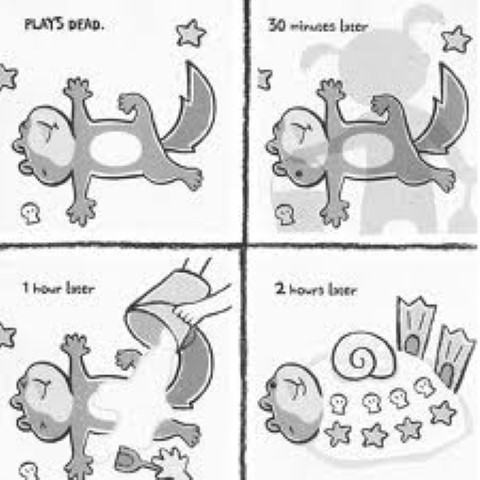 PLAYS DEAD.
30 minutes later
1 hour later
2 hours later